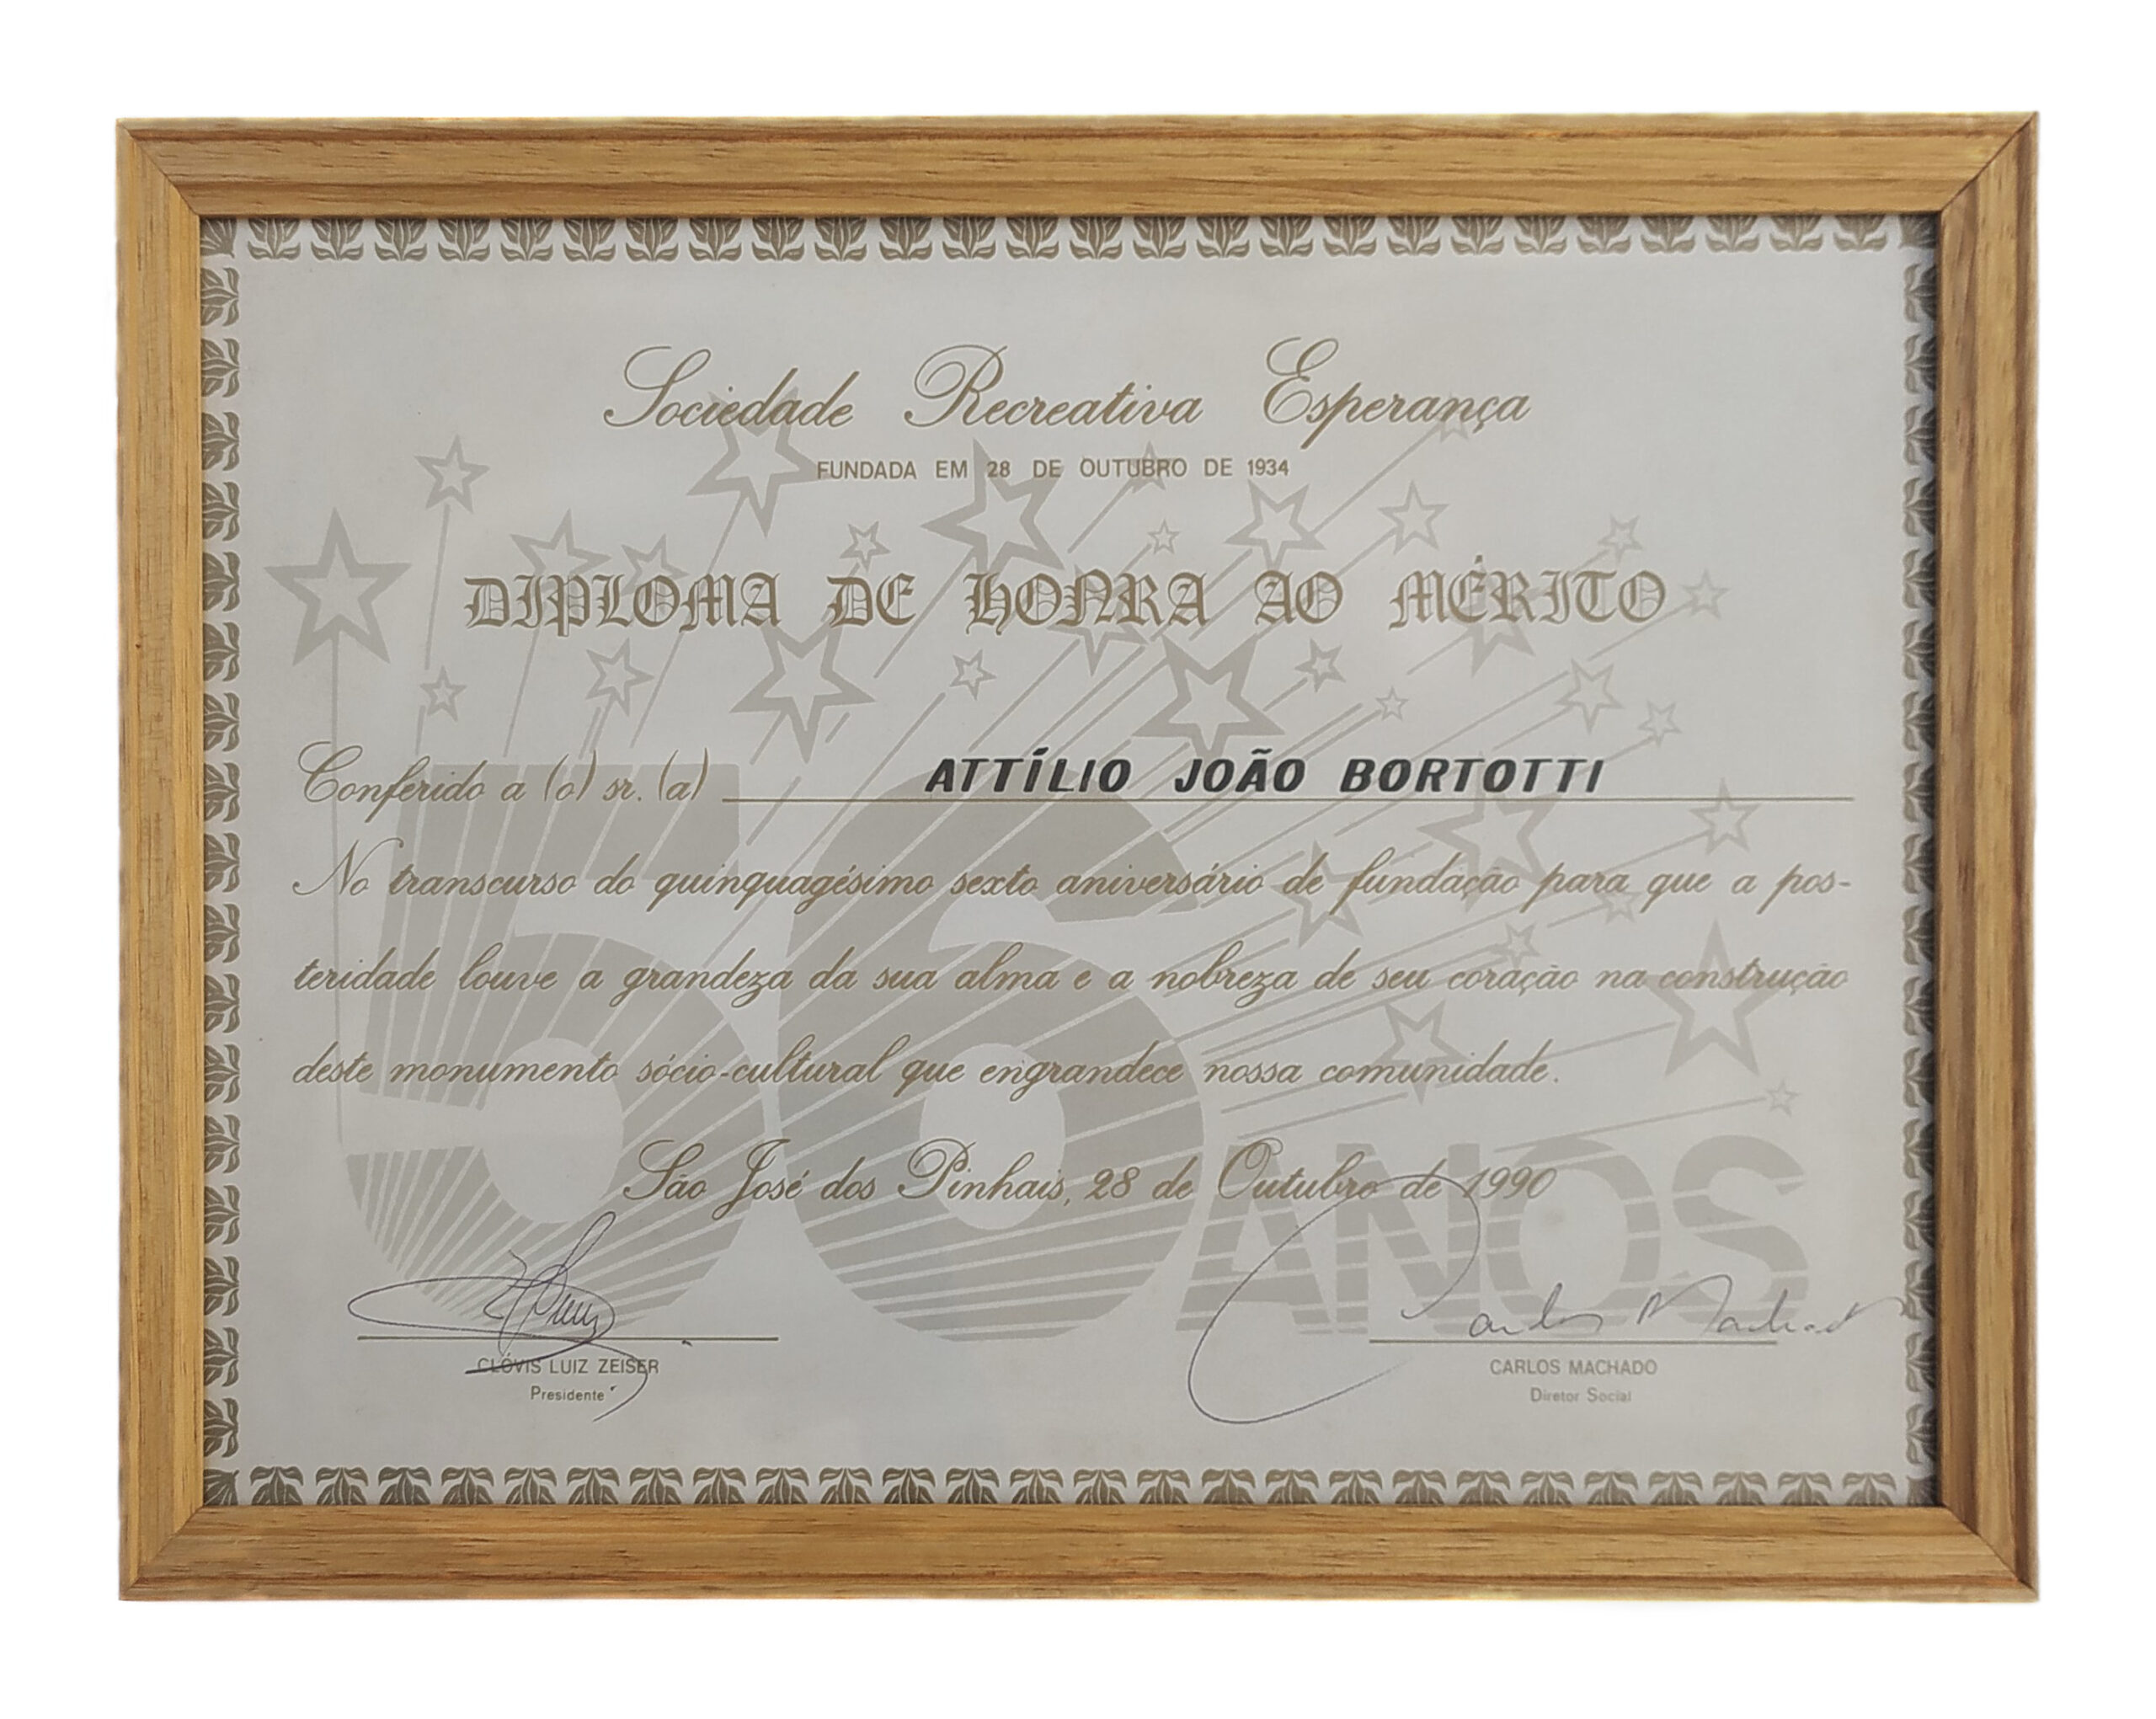 Sociedade Recreativa Esperança
FUNDADA EM 28 DE OUTUBRO DE 1934
DIPLOMA DE HONRA AO MÉRITO
Conferido a (o) sr. (a) ATTÍLIO JOÃO BORTOTTI
No transcurso do quinquagésimo sexto aniversário de fundação para que a pos-
teridade louve a grandeza da sua alma e a nobreza de seu coração na construção
deste monumento sócio-cultural que engrandece nossa comunidade.
São José dos Pinhais, 28 de Outubro de 1990
56 ANOS
Carlos Machado
CLÓVIS LUIZ ZEISER
Presidente
CARLOS MACHADO
Diretor Social